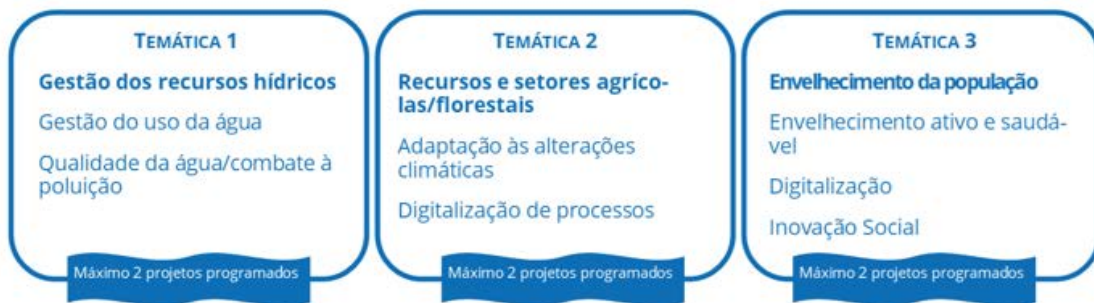 TEMÁTICA 1
Gestão dos recursos hídricos
Gestão do uso da água
Qualidade da água/combate à
poluição
Máximo 2 projetos programados
TEMÁTICA 2
Recursos e setores agríco-
las/florestais
Adaptação às alterações
climáticas
Digitalização de processos
Máximo 2 projetos programados
TEMÁTICA 3
Envelhecimento da população
Envelhecimento ativo e saudá-
vel
Digitalização
Inovação Social
Máximo 2 projetos programados